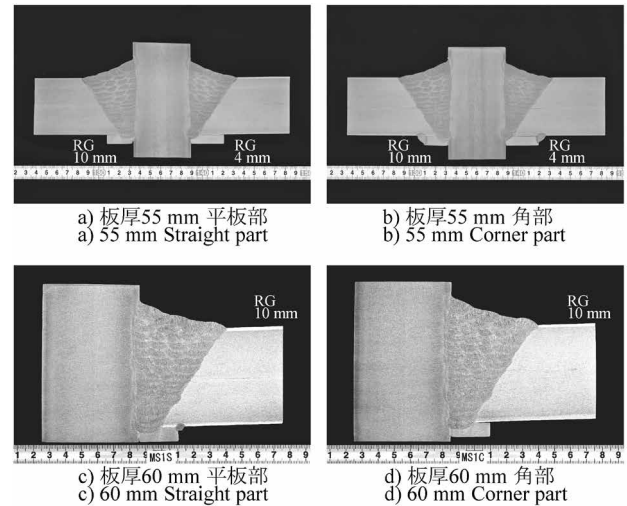 RG
10 mm
RG
4 mm
a) 板厚55 mm 平板部
a) 55 mm Straight part
RG
10 mm
RG
4 mm
b) 板厚55 mm 角部
b) 55 mm Corner part
RG
10 mm
MS1S
c) 板厚60 mm 平板部
c) 60 mm Straight part
RG
10 mm
MS1C
d) 板厚60 mm 角部
d) 60 mm Corner part